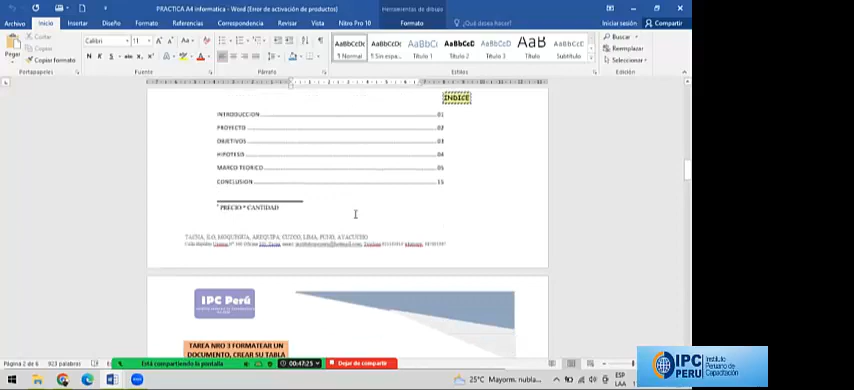 PRACTICA A4 informatica - Word (Error de activación de productos)
Herramientas de dibujo
Archivo Inicio Insertar Diseño Formato Referencias Correspondencia Revisar Vista Nitro Pro 10 Formato ¿Qué desea hacer? Iniciar sesión Compartir
Cortar
Copiar
Copiar formato
Pegar
Portapapeles
Calibri 11
Fuente
Párrafo
AaBbCcDc AaBbCcDc AaBbCc AaBbCcD AaBbCcD AaB AaBbCcD
¶ Normal ¶ Sin espa... Título 1 Título 2 Título 3 Título Subtítulo
Estilos
Buscar
Reemplazar
Seleccionar
Edición
INDICE
INTRODUCCION 01
PROYECTO 02
OBJETIVOS 03
HIPOTESIS 04
MARCO TEORICO 05
CONCLUSION 15
PRECIO * CANTIDAD
TACNA, ILO, MOQUEGUA, AREQUIPA, CUZCO, LIMA, PUNO, AYACUCHO
IPC Perú
TAREA NRO 3 FORMATEAR UN
DOCUMENTO, CREAR SU TABLA
Página 2 de 6 923 palabras
Está compartiendo la pantalla 00:47:25 Dejar de compartir
25°C Mayorm. nubla...
ESP
LAA
IPC
PERÚ
Instituto
Peruano de
Capacitación